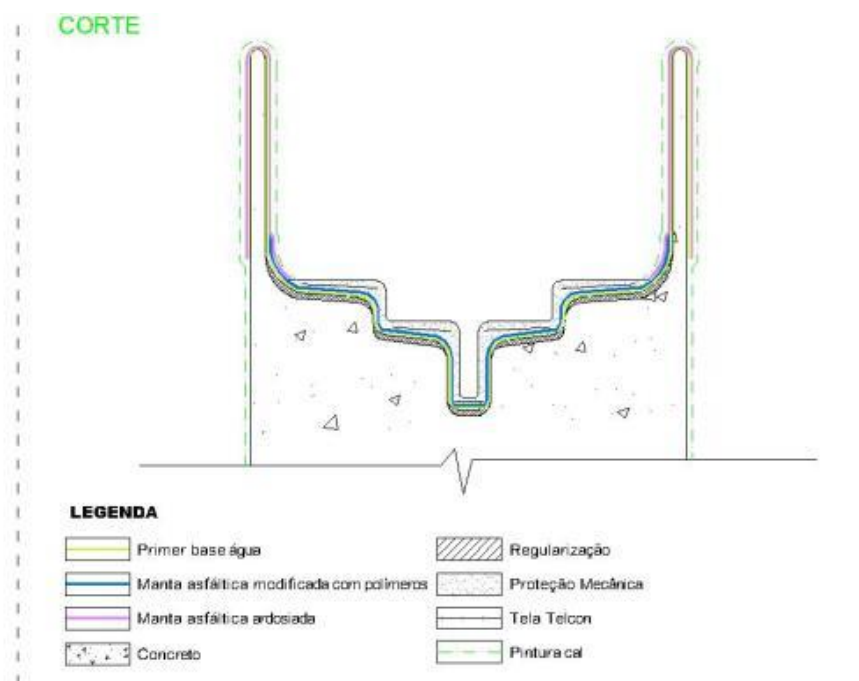 CORTE
LEGENDA
Primer base água
Manta asfáltica modificada com polímeros
Manta asfáltica ardosiada
Concreto
Regularização
Proteção Mecânica
Tela Telcon
Pintura cal